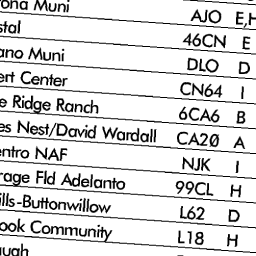 ona Muni AJO E,H
stal 46CN E
ano Muni DLO D
ert Center CN64 I
e Ridge Ranch 6CA6 B
es Nest/David Wardall CA20 A
entro NAF NJK I
rage Fld Adelanto 99CL H
ills-Buttonwillow L62 D
ook Community L18 H